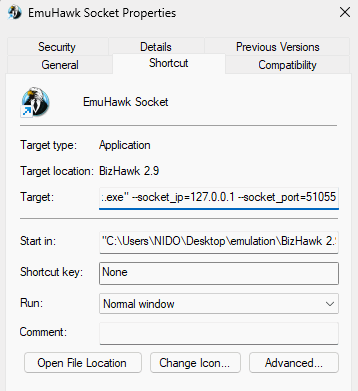 EmuHawk Socket Properties
Security Details Previous Versions
General Shortcut Compatibility
EmuHawk Socket
Target type: Application
Target location: BizHawk 2.9
Target: :.exe" --socket_ip=127.0.0.1 --socket_port=51055
Start in: "C:\Users\NIDO\Desktop\emulation\BizHawk 2.
Shortcut key: None
Run: Normal window
Comment:
Open File Location Change Icon... Advanced...